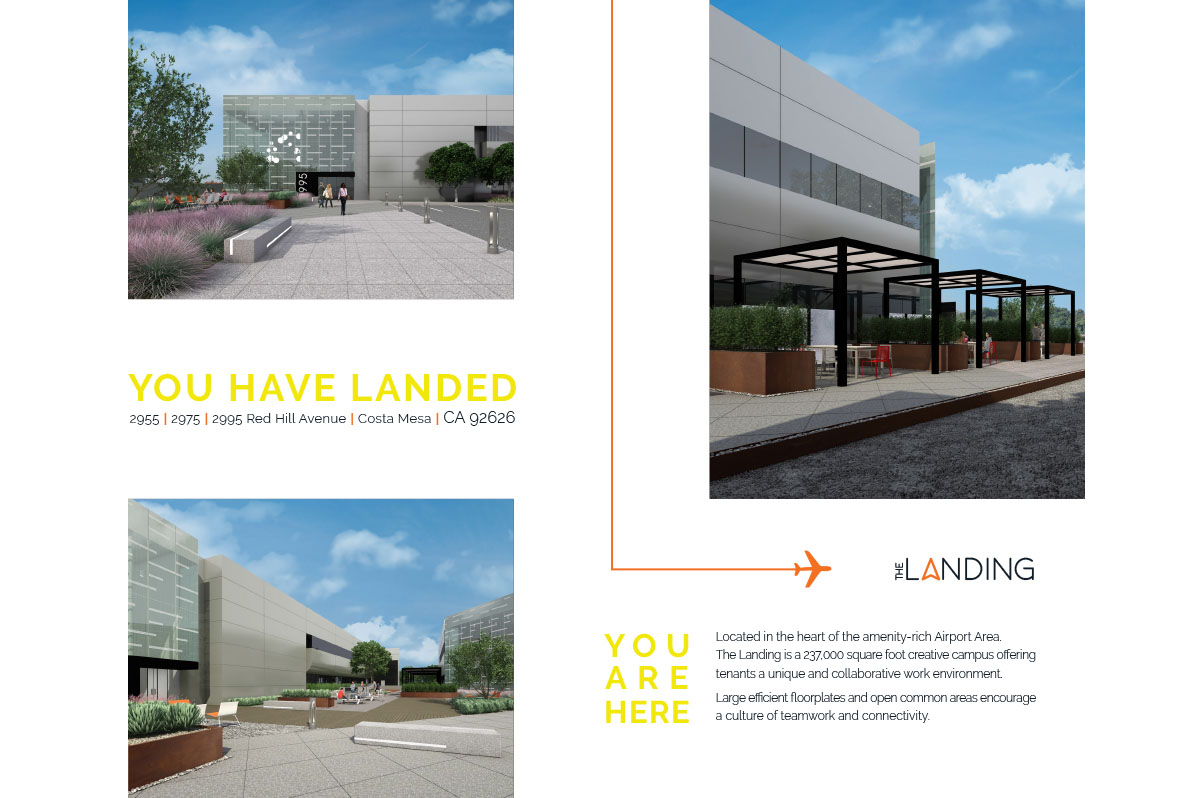 995
YOU HAVE LANDED
2955 | 2975 | 2995 Red Hill Avenue | Costa Mesa | CA 92626
THE LANDING
YOU
ARE
HERE
Located in the heart of the amenity-rich Airport Area.
The Landing is a 237,000 square foot creative campus offering
tenants a unique and collaborative work environment.
Large efficient floorplates and open common areas encourage
a culture of teamwork and connectivity.